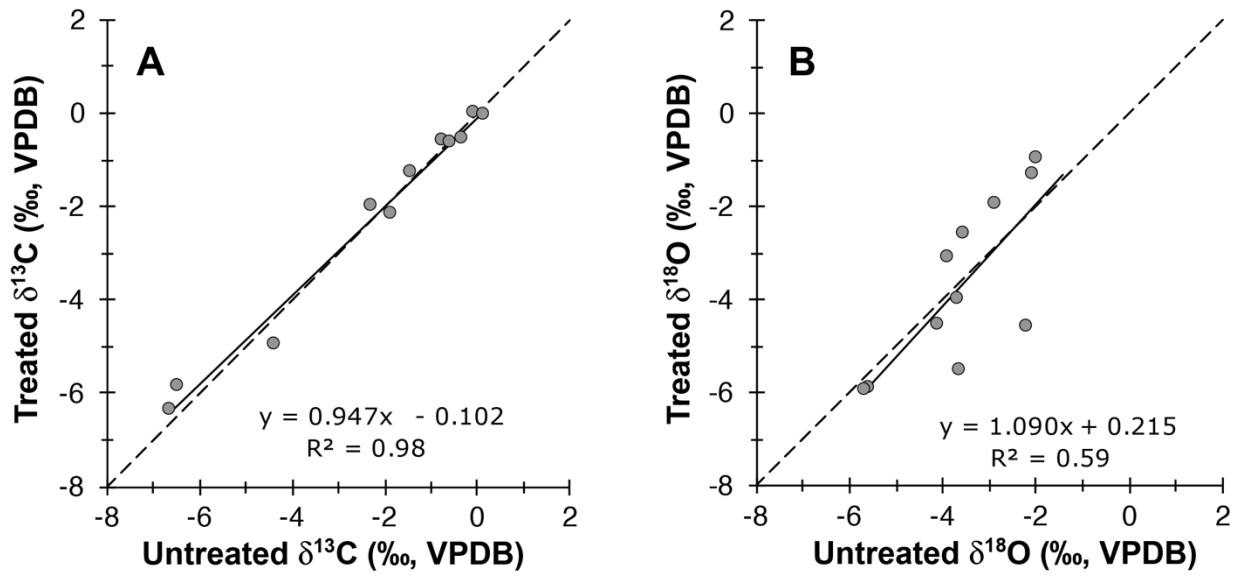 A
Treated δ¹³C (‰, VPDB)
2
0
-2
-4
-6
-8
y = 0.947x - 0.102
R² = 0.98
-8 -6 -4 -2 0 2
Untreated δ¹³C (‰, VPDB)
B
Treated δ¹⁸O (‰, VPDB)
2
0
-2
-4
-6
-8
y = 1.090x + 0.215
R² = 0.59
-8 -6 -4 -2 0 2
Untreated δ¹⁸O (‰, VPDB)